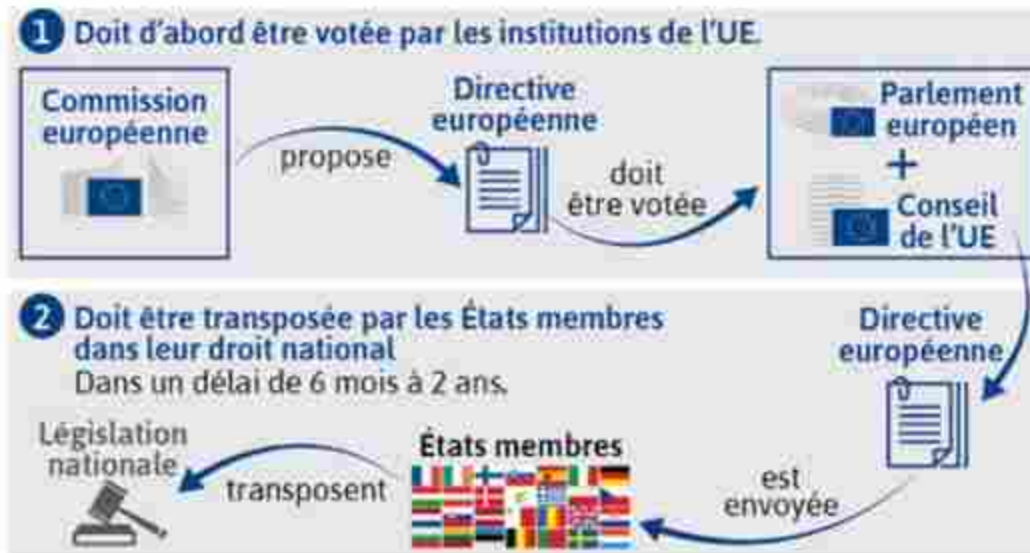 1 Doit d'abord être votée par les institutions de l'UE.
Commission
européenne
propose
Directive
européenne
doit
être votée
Parlement
européen
+
Conseil
de l'UE
2 Doit être transposée par les États membres
dans leur droit national
Dans un délai de 6 mois à 2 ans.
Directive
européenne
est
envoyée
États membres
transposent
Législation
nationale